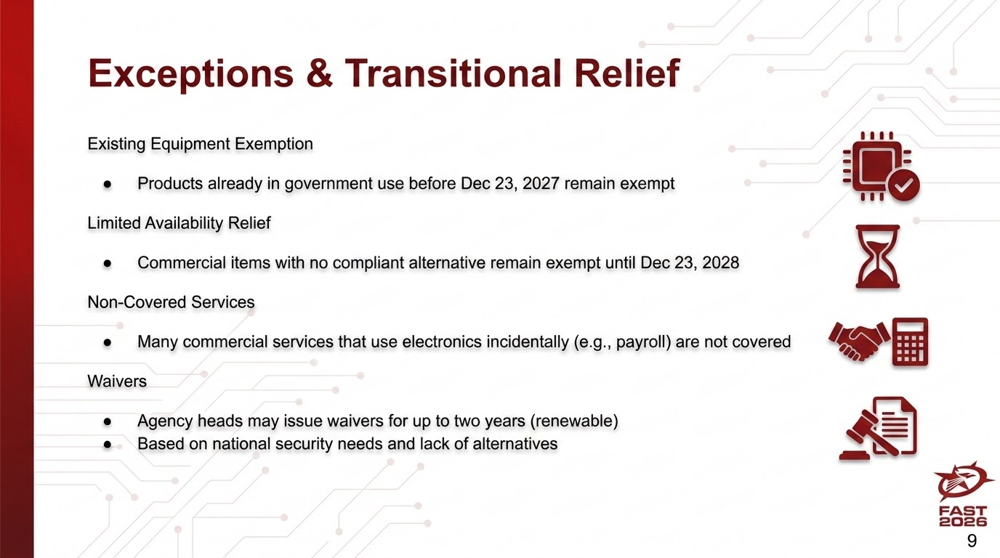 Exceptions & Transitional Relief
Existing Equipment Exemption
● Products already in government use before Dec 23, 2027 remain exempt
Limited Availability Relief
● Commercial items with no compliant alternative remain exempt until Dec 23, 2028
Non-Covered Services
● Many commercial services that use electronics incidentally (e.g., payroll) are not covered
Waivers
● Agency heads may issue waivers for up to two years (renewable)
● Based on national security needs and lack of alternatives
FAST
2026
9